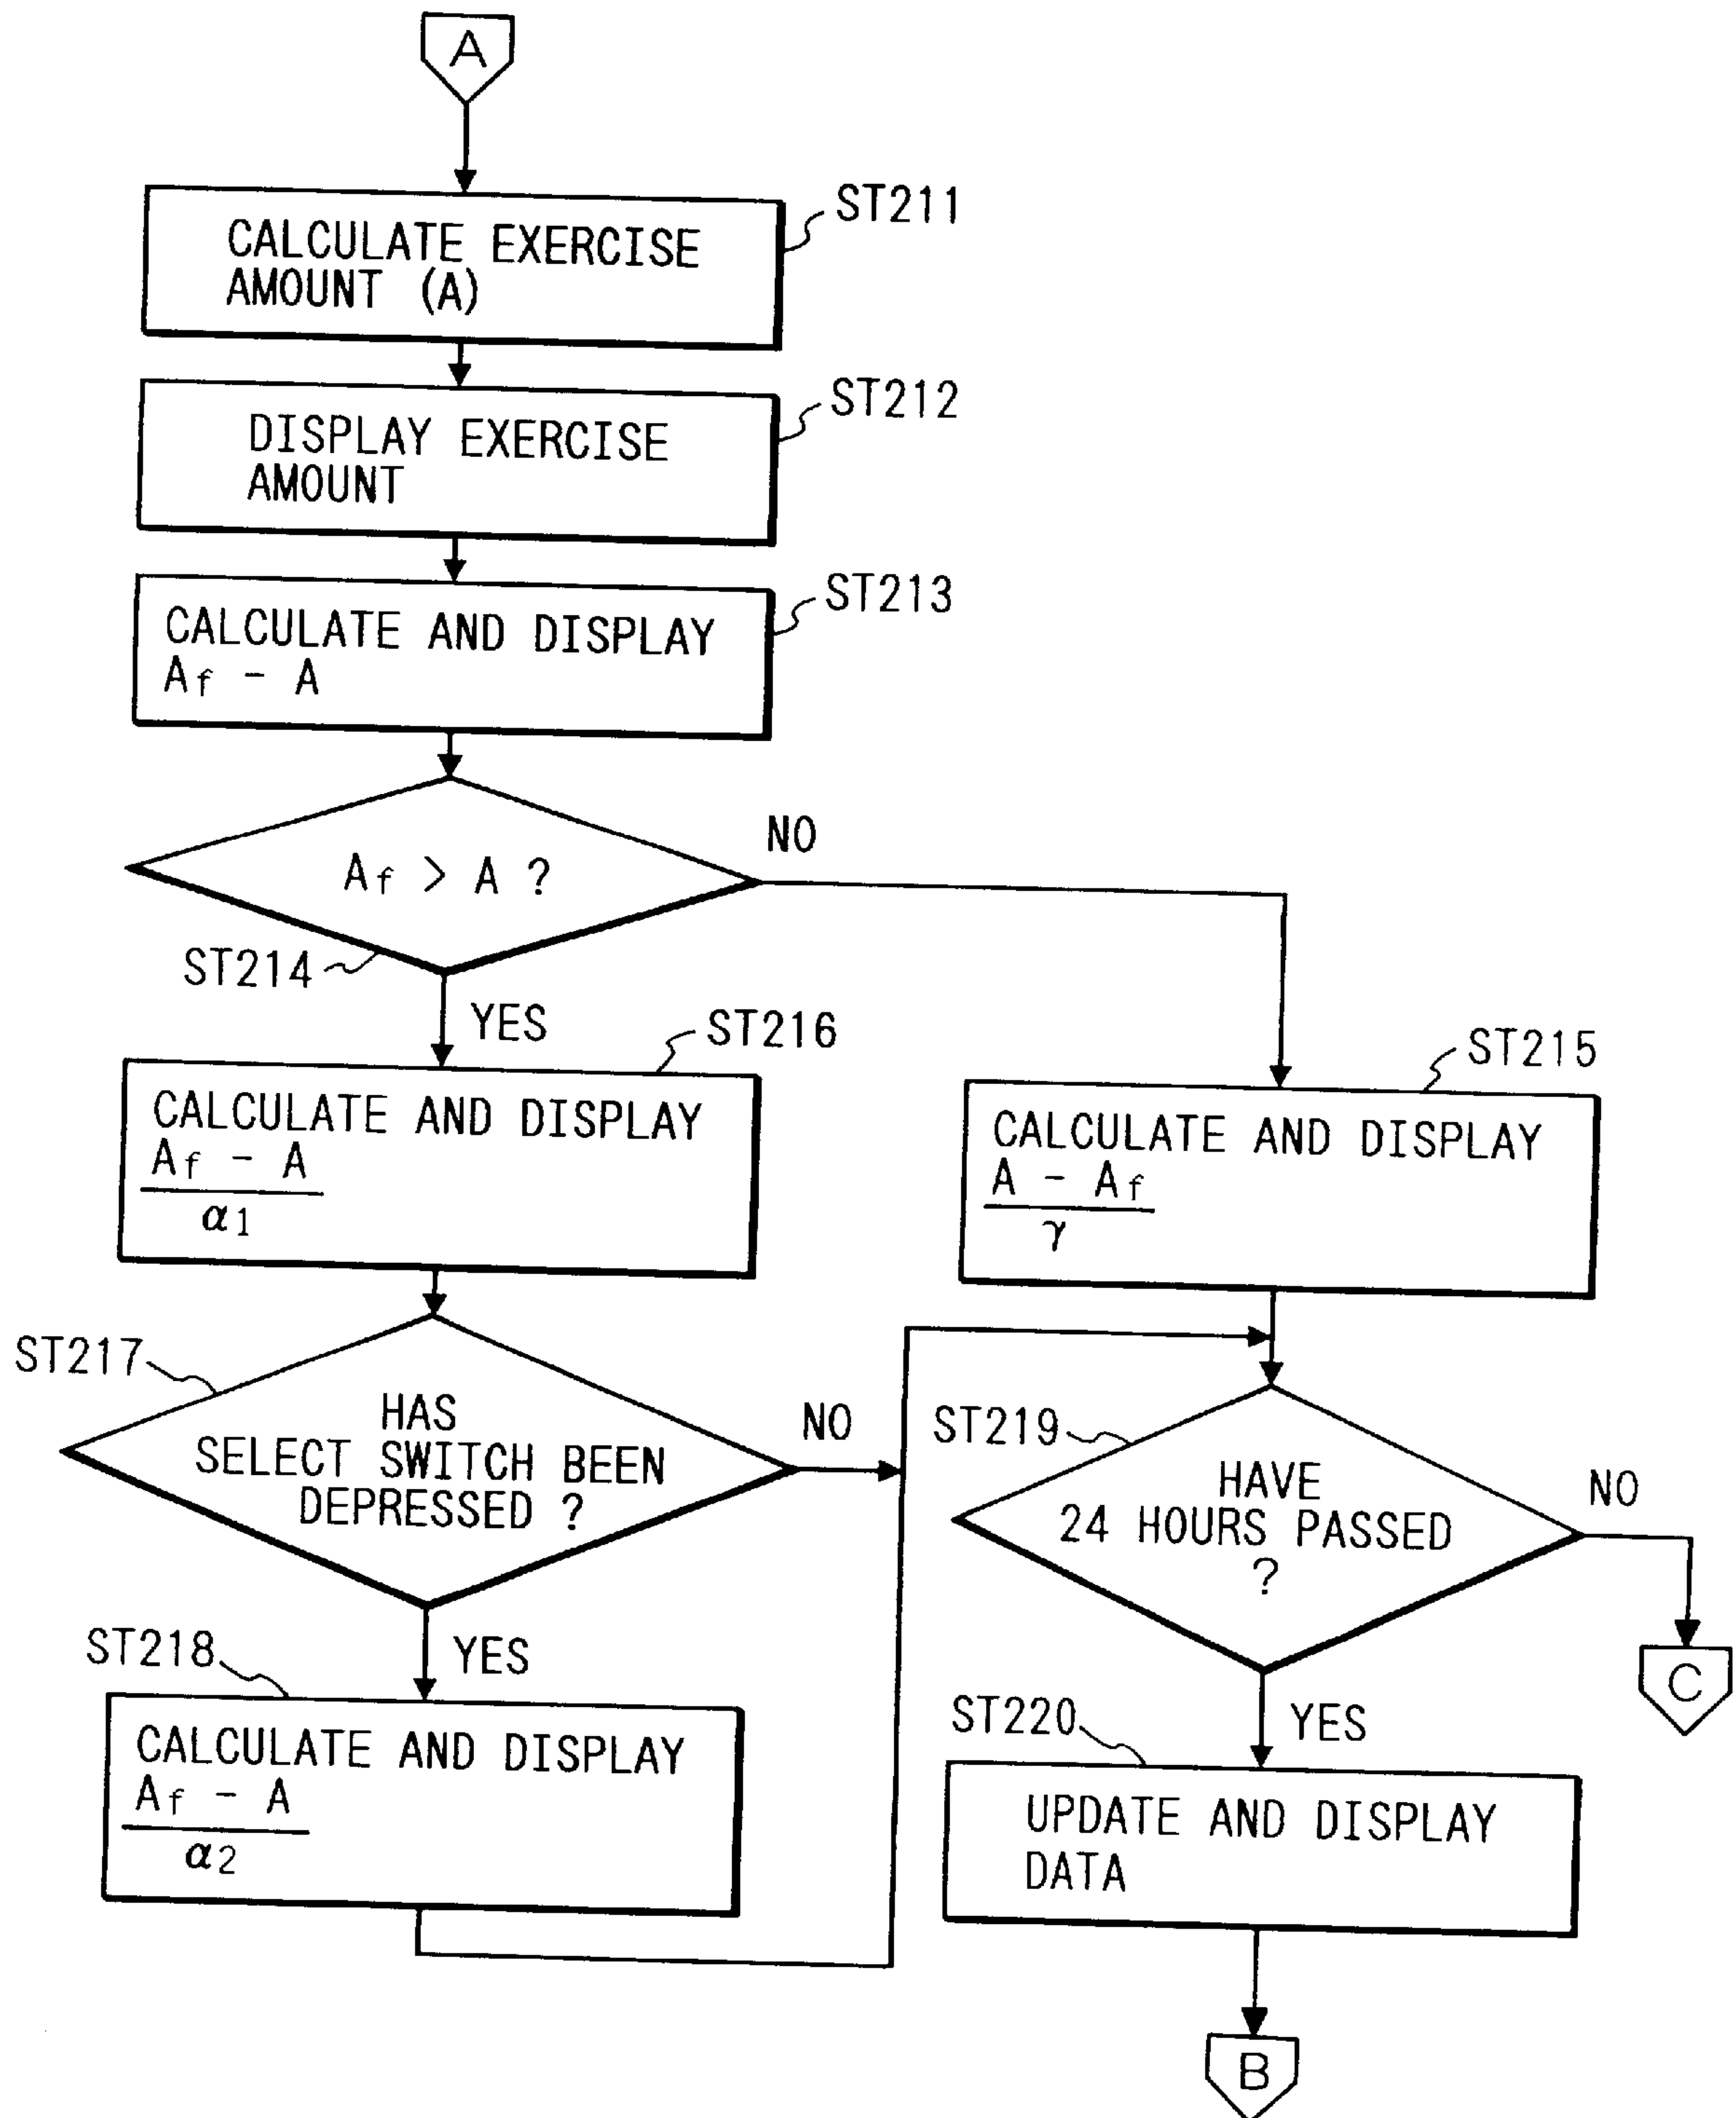 A
ST211
CALCULATE EXERCISE
AMOUNT (A)
ST212
DISPLAY EXERCISE
AMOUNT
ST213
CALCULATE AND DISPLAY
Af - A
NO
Af > A ?
ST214
YES
ST216
CALCULATE AND DISPLAY
Af - A
α1
ST215
CALCULATE AND DISPLAY
A - Af
γ
ST217
HAS
SELECT SWITCH BEEN
DEPRESSED ?
NO
YES
ST218
CALCULATE AND DISPLAY
Af - A
α2
ST219
HAVE
24 HOURS PASSED
?
NO
C
YES
ST220
UPDATE AND DISPLAY
DATA
B